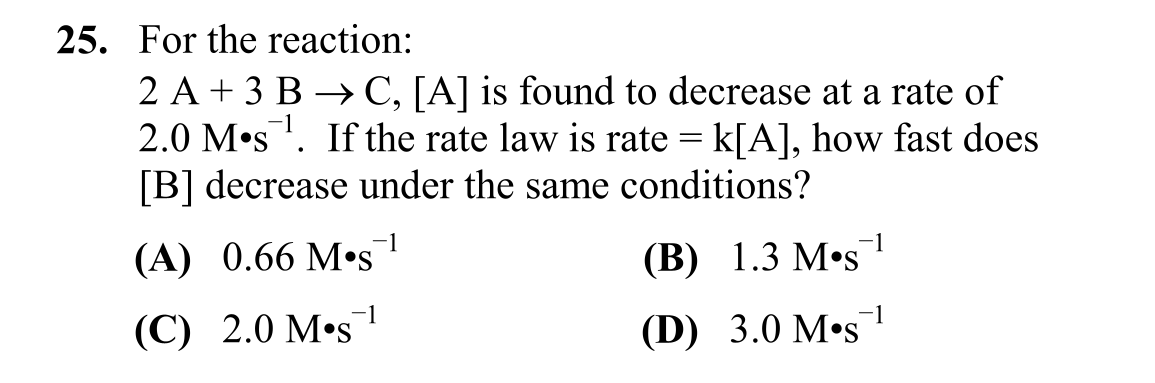 25. For the reaction:
2 A + 3 B → C, [A] is found to decrease at a rate of
2.0 M•s⁻¹. If the rate law is rate = k[A], how fast does
[B] decrease under the same conditions?
(A) 0.66 M•s⁻¹ (B) 1.3 M•s⁻¹
(C) 2.0 M•s⁻¹ (D) 3.0 M•s⁻¹